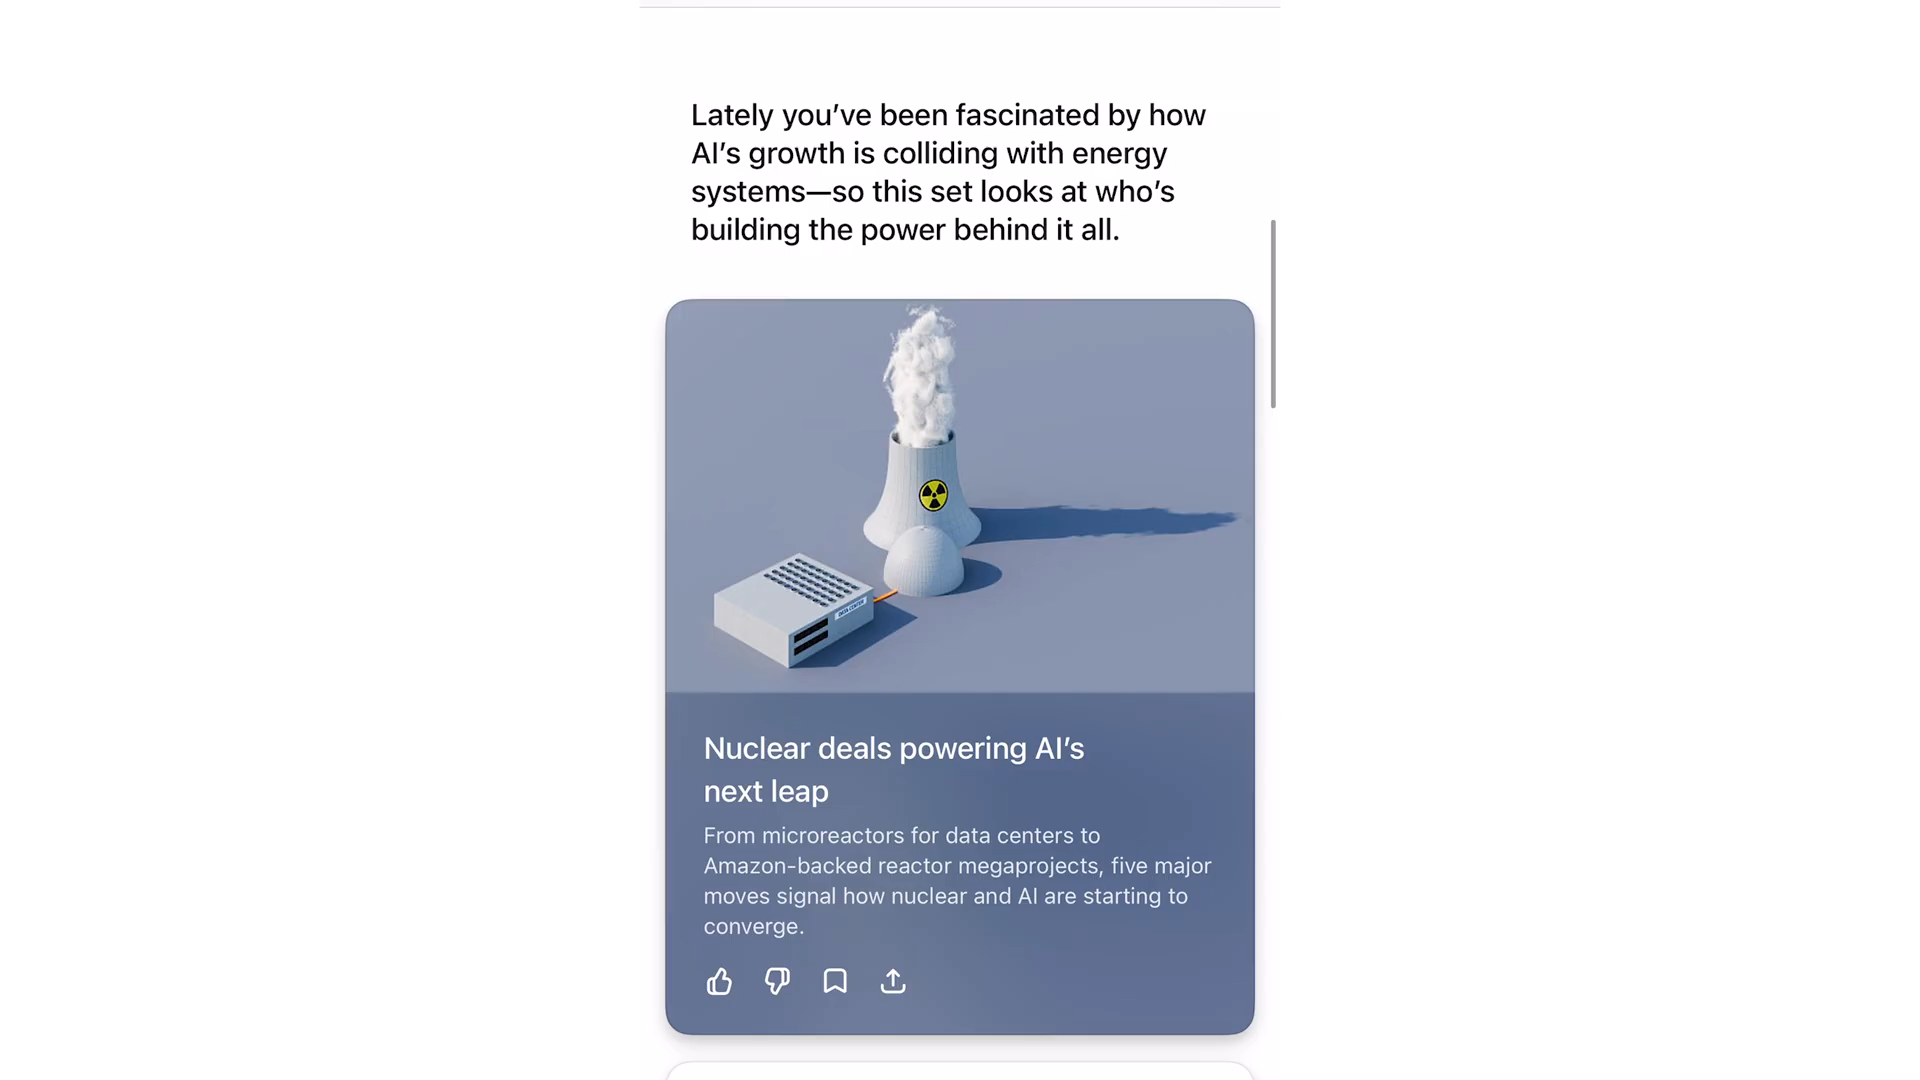 Lately you’ve been fascinated by how
AI’s growth is colliding with energy
systems—so this set looks at who’s
building the power behind it all.
DATA CENTER
Nuclear deals powering AI’s
next leap
From microreactors for data centers to
Amazon-backed reactor megaprojects, five major
moves signal how nuclear and AI are starting to
converge.